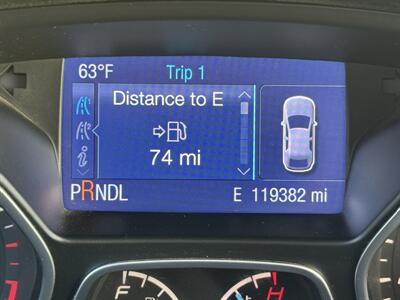 63°F Trip 1
Distance to E
74 mi
i
PRNDL E 119382 mi
F H